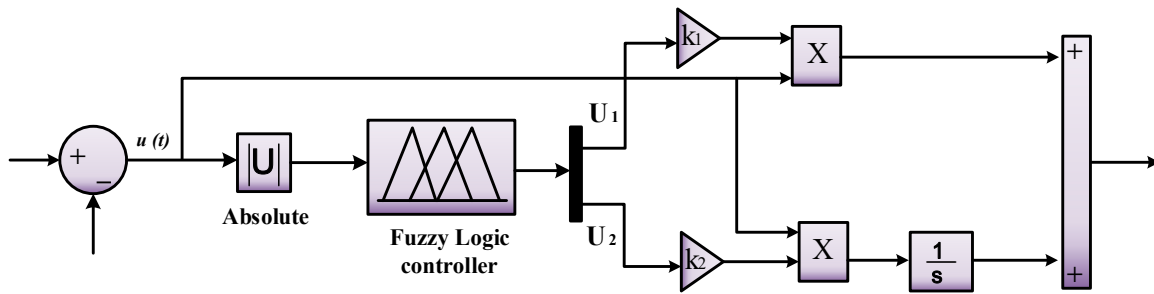 k1
X
+
U1
+
u (t)
−
|U|
Absolute
Fuzzy Logic
controller
U2
k2
X
1
s
+